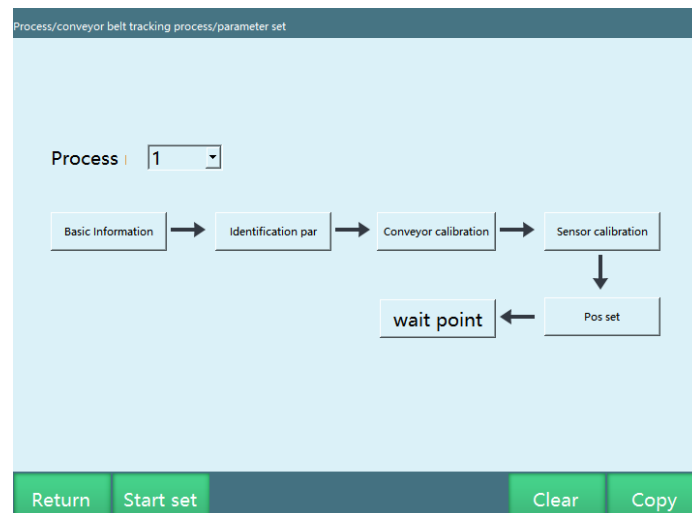 Process/conveyor belt tracking process/parameter set
Process
1
Basic Information
Identification par
Conveyor calibration
Sensor calibration
wait point
Pos set
Return
Start set
Clear
Copy